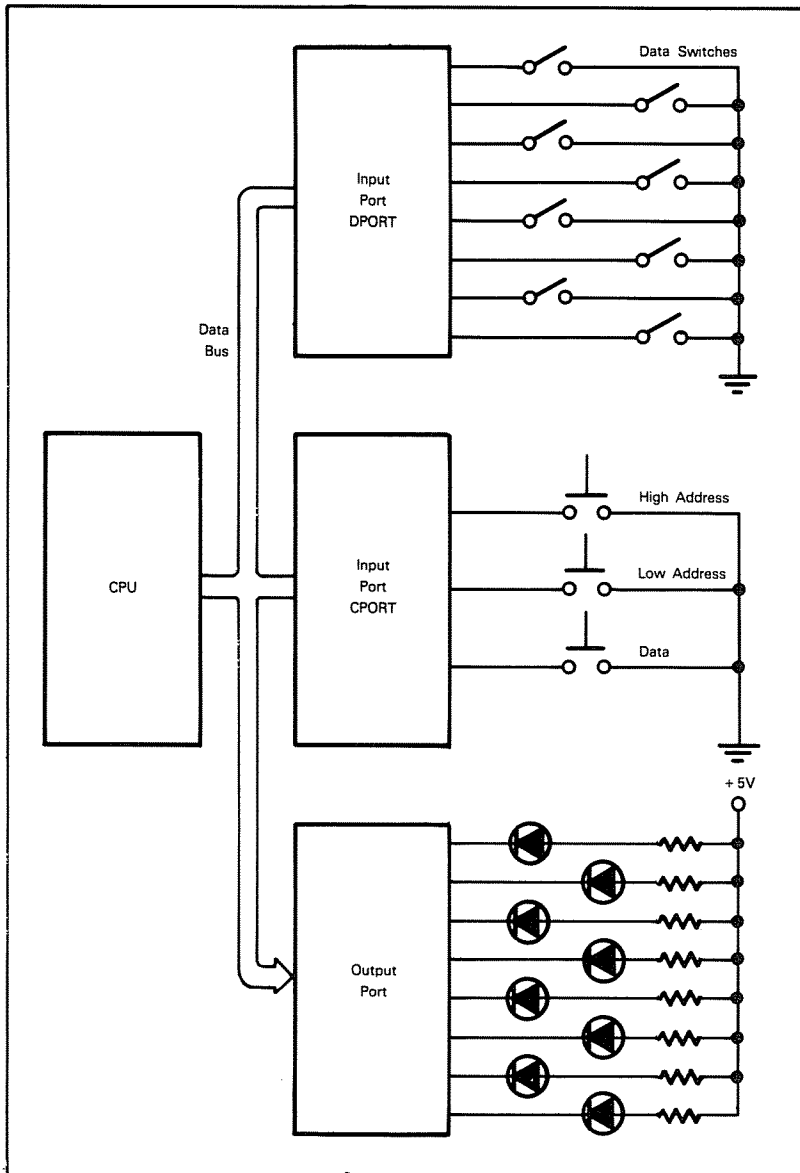 Data Switches
Input
Port
DPORT
Data
Bus
High Address
CPU
Input
Port
CPORT
Low Address
Data
+ 5V
Output
Port